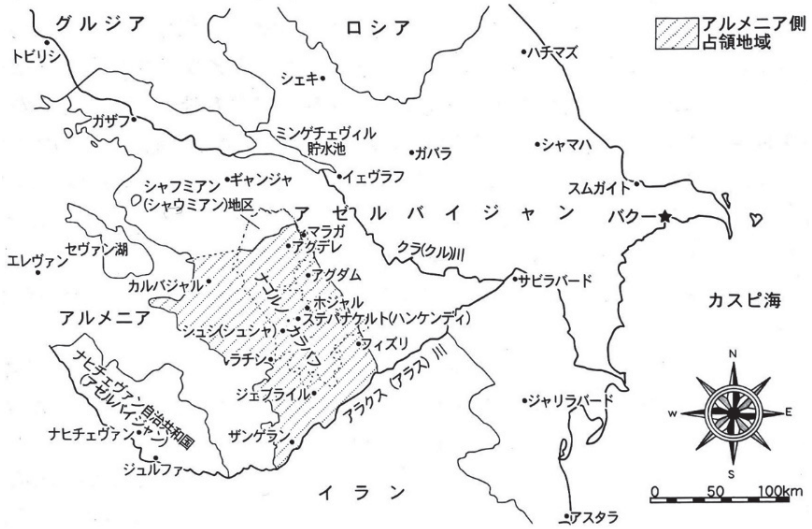 グルジア
ロシア
アルメニア側
占領地域
トビリシ
ハチマズ
シェキ
ガザフ
ミンゲチェヴィル
貯水池
ガバラ
シャマハ
イェヴラフ
ギャンジャ
シャフミアン
(シャウミアン)地区
スムガイト
アゼルバイジャン
バクー
マラガ
アグデレ
セヴァン湖
クラ(クル)川
エレヴァン
カルバジャル
アグダム
サビラバード
ナゴルノ・カラバフ
カスピ海
ホジャル
ステパナケルト(ハンケンディ)
アルメニア
シュシ(シュシャ)
フィズリ
ラチン
アラクス(アラス)川
ナヒチェヴァン自治共和国
(アゼルバイジャン)
ジェブライル
ジャリラバード
ナヒチェヴァン
ザンゲラン
ジュルファ
イラン
アスタラ
N
W
E
S
0 50 100km